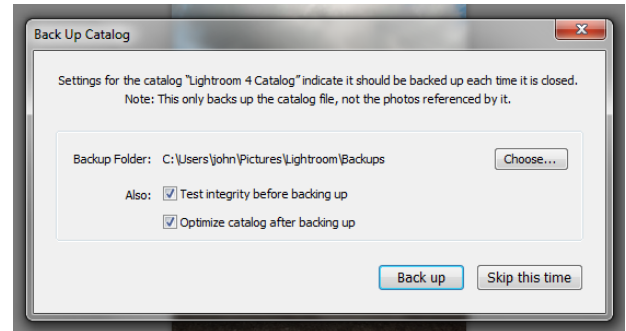 Back Up Catalog
Settings for the catalog "Lightroom 4 Catalog" indicate it should be backed up each time it is closed.
Note: This only backs up the catalog file, not the photos referenced by it.
Backup Folder: C:\Users\john\Pictures\Lightroom\Backups Choose...
Also: Test integrity before backing up
Optimize catalog after backing up
Back up Skip this time